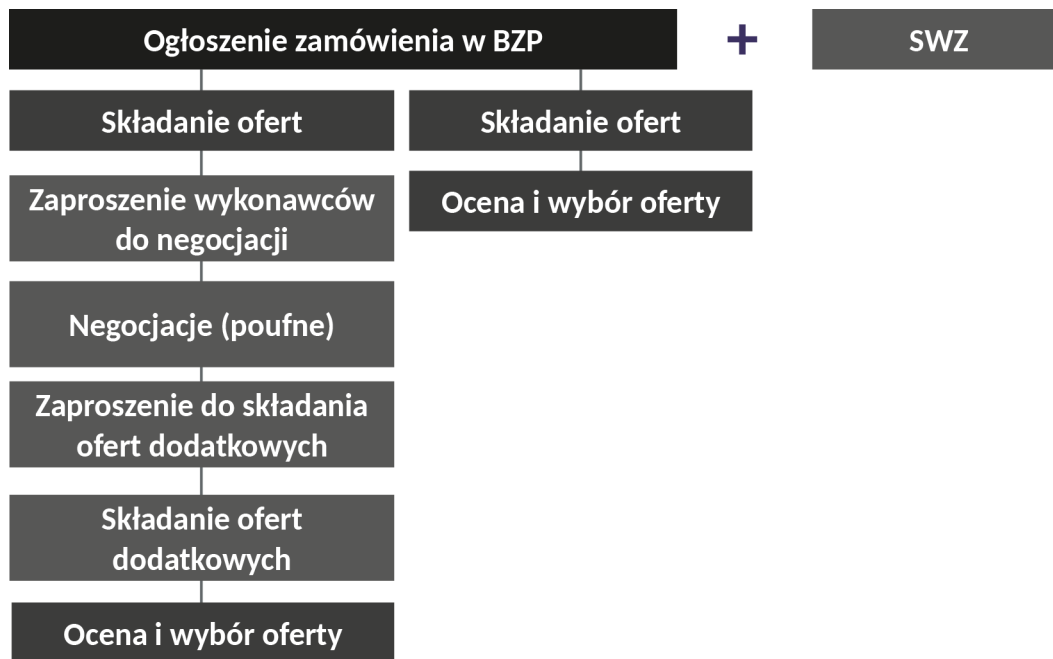 Ogłoszenie zamówienia w BZP
+
SWZ
Składanie ofert
Zaproszenie wykonawców
do negocjacji
Negocjacje (poufne)
Zaproszenie do składania
ofert dodatkowych
Składanie ofert
dodatkowych
Ocena i wybór oferty
Składanie ofert
Ocena i wybór oferty